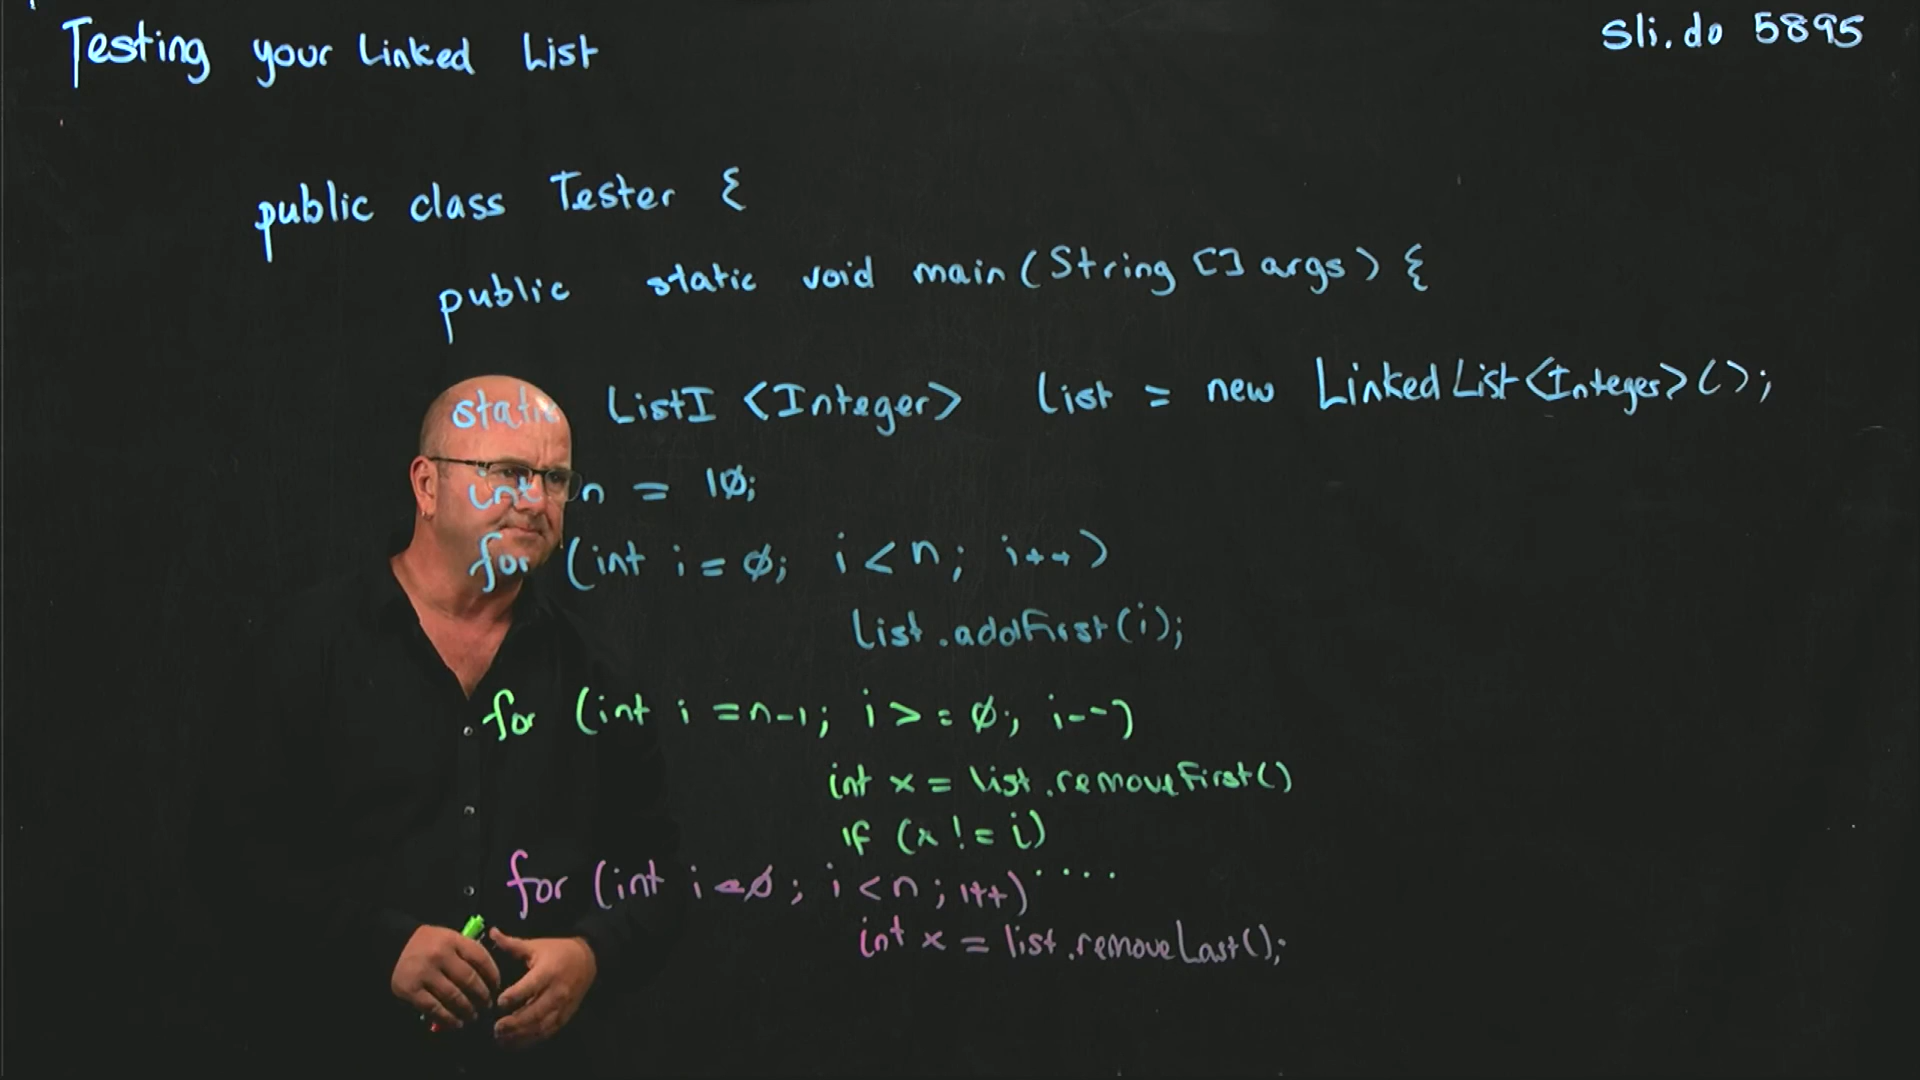 Testing your Linked List
Sli.do 5895
public class Tester {
public static void main (String [] args) {
static ListI <Integer> list = new LinkedList<Integer>();
int n = 10;
for (int i = 0; i < n; i++)
list.addFirst(i);
for (int i = n-1; i >= 0; i--)
int x = list.removeFirst()
if (x != i)
....
for (int i = 0; i < n; i++)
int x = list.removeLast();